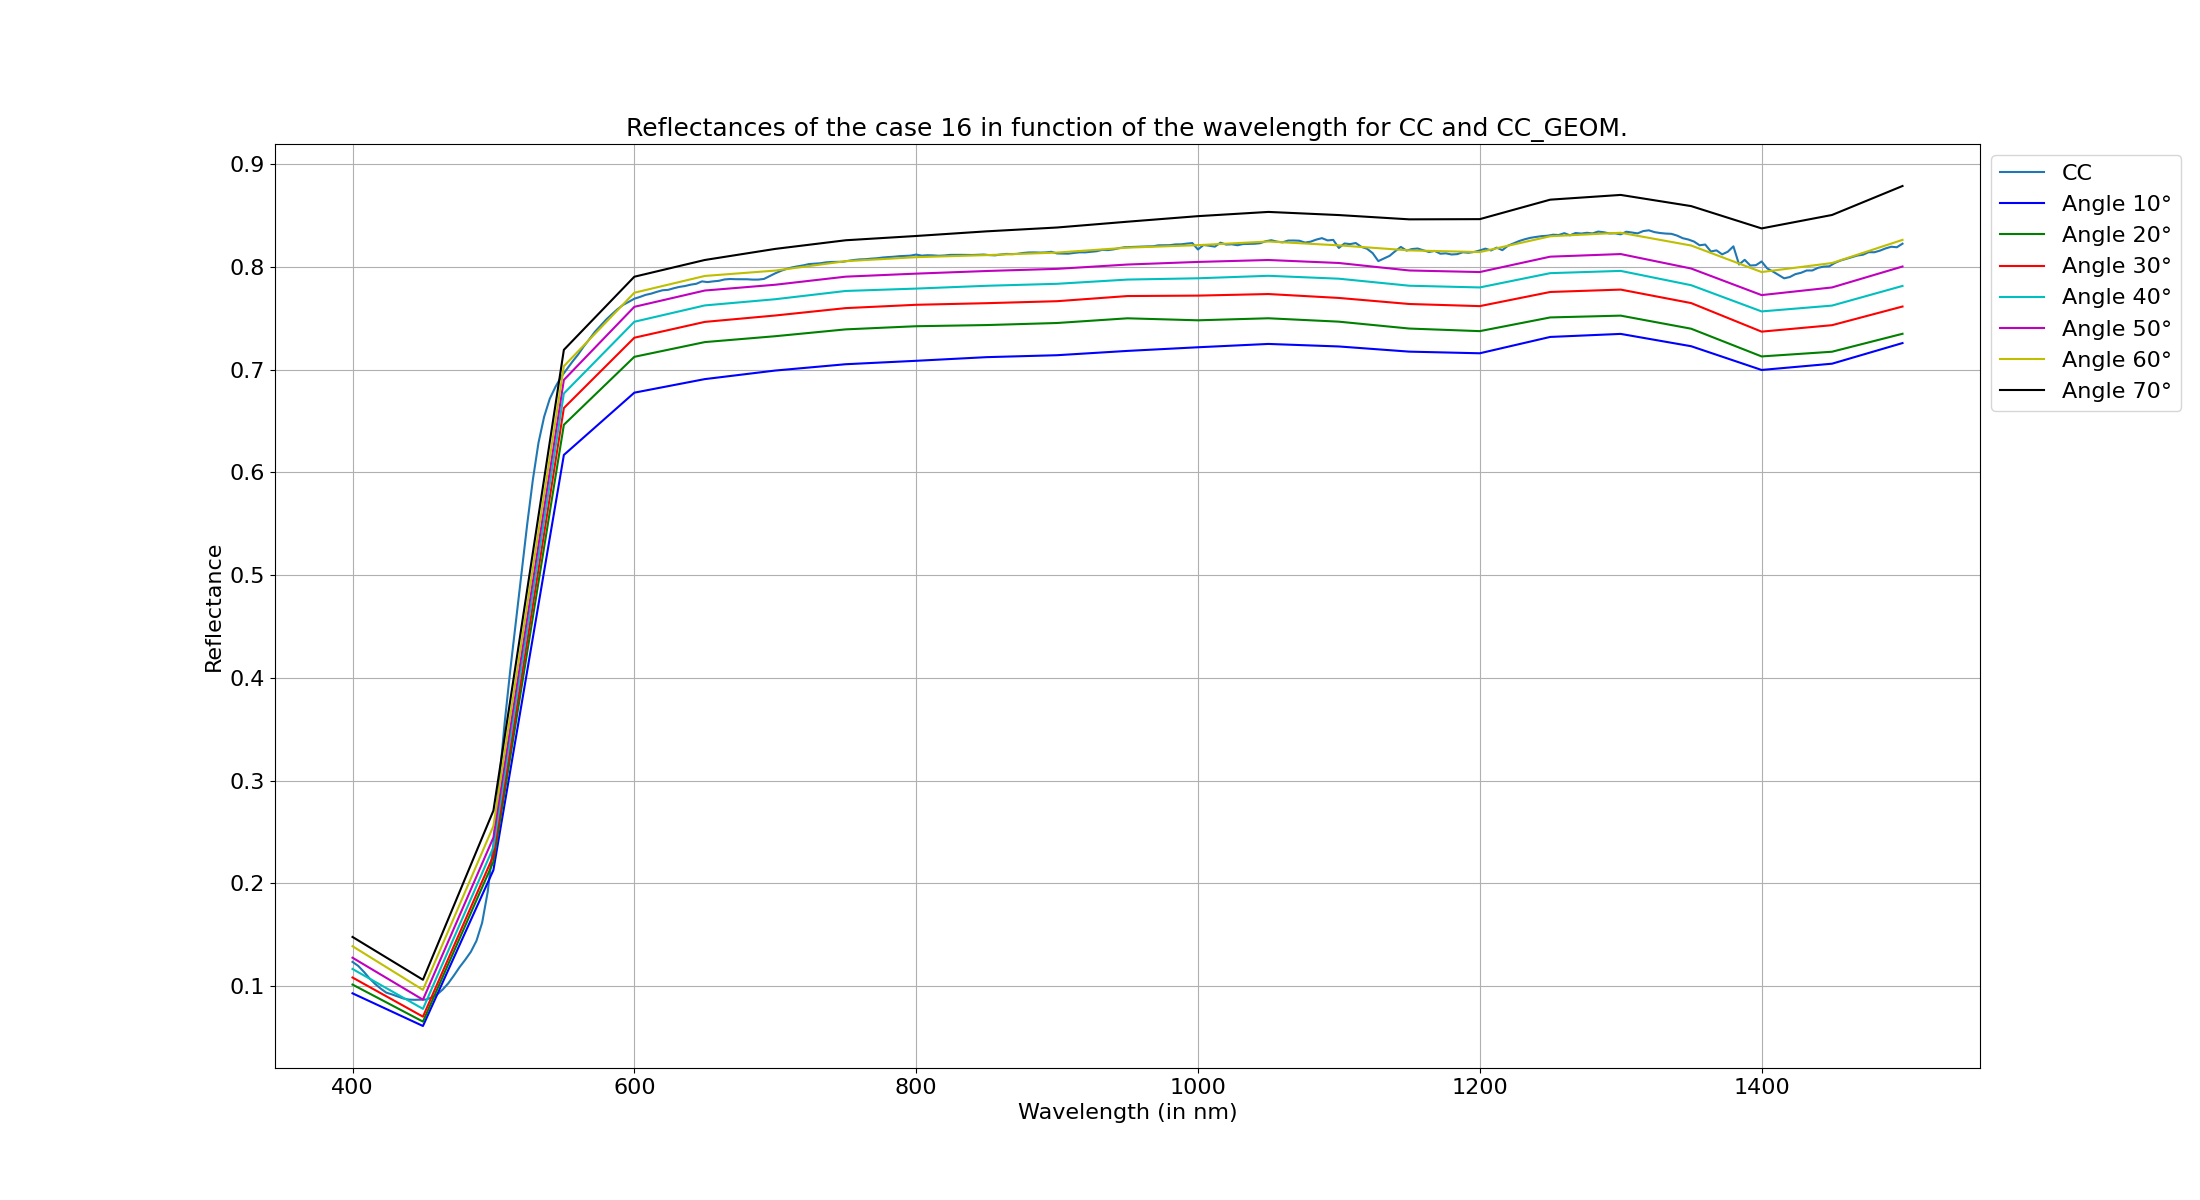 Reflectances of the case 16 in function of the wavelength for CC and CC_GEOM.
0.9
0.8
0.7
0.6
0.5
0.4
0.3
0.2
0.1
Reflectance
400 600 800 1000 1200 1400
Wavelength (in nm)
CC
Angle 10°
Angle 20°
Angle 30°
Angle 40°
Angle 50°
Angle 60°
Angle 70°